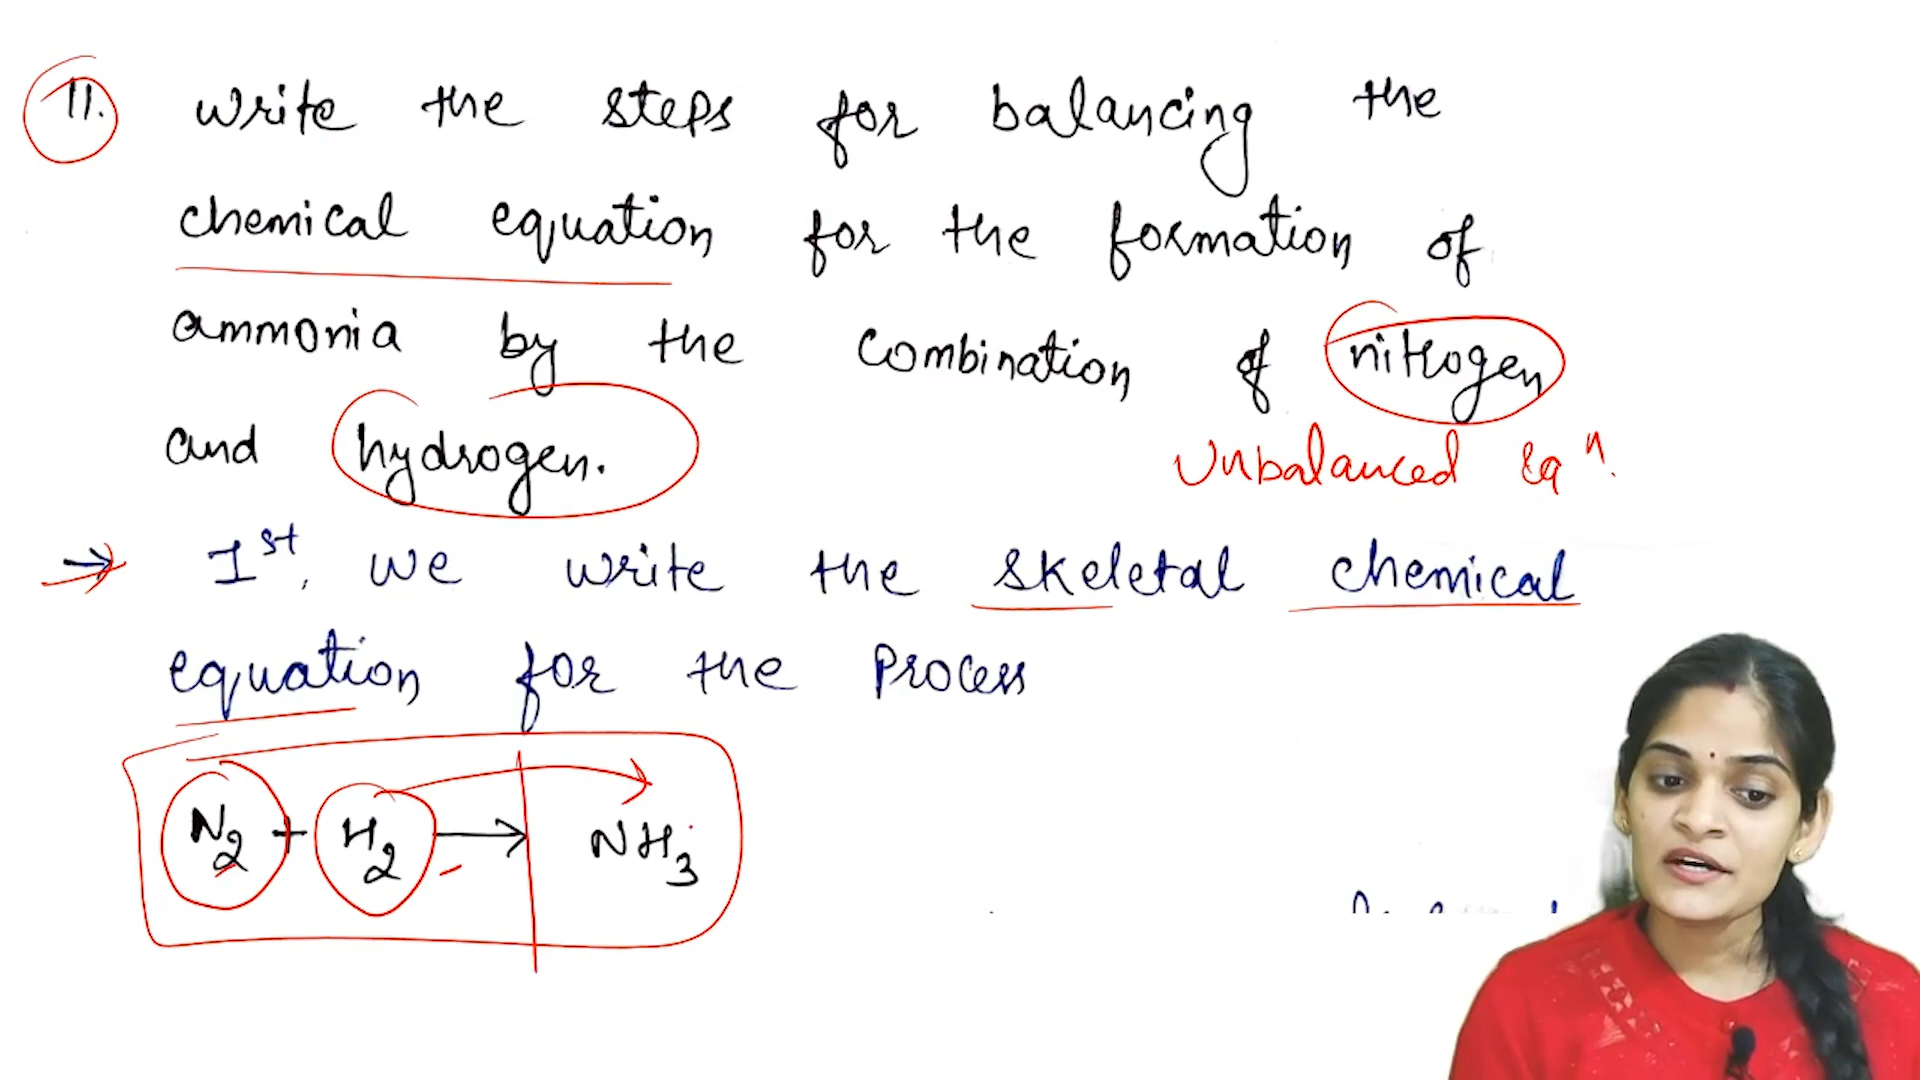 11. Write the steps for balancing the
chemical equation for the formation of
ammonia by the combination of nitrogen
and hydrogen.
Unbalanced Eqⁿ.
→ 1st, we write the skeletal chemical
equation for the process
N₂ + H₂ → NH₃